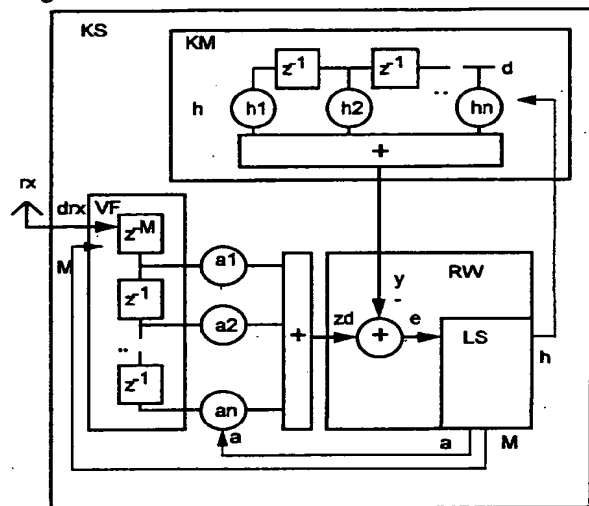 KS
KM
z-1
z-1
d
h
h1
h2
..
hn
+
rx
drx
VF
z-M
M
a1
z-1
a2
..
z-1
an
a
+
zd
y
-
+
e
RW
LS
h
a
M